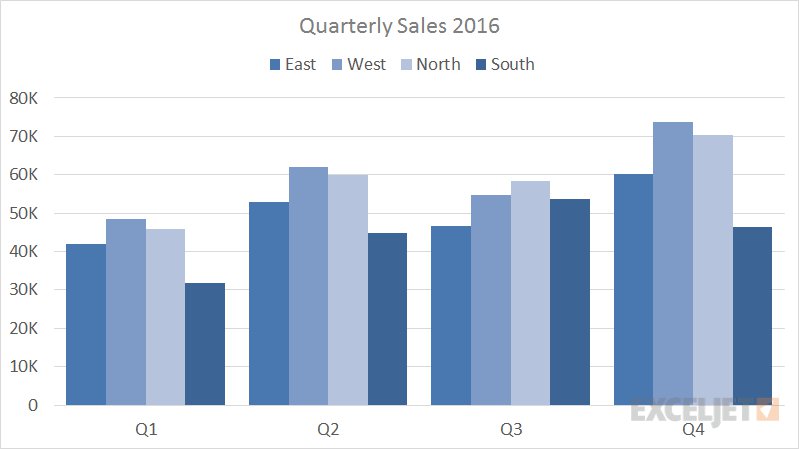 Quarterly Sales 2016
East West North South
80K
70K
60K
50K
40K
30K
20K
10K
0
Q1 Q2 Q3 Q4
EXCELJET